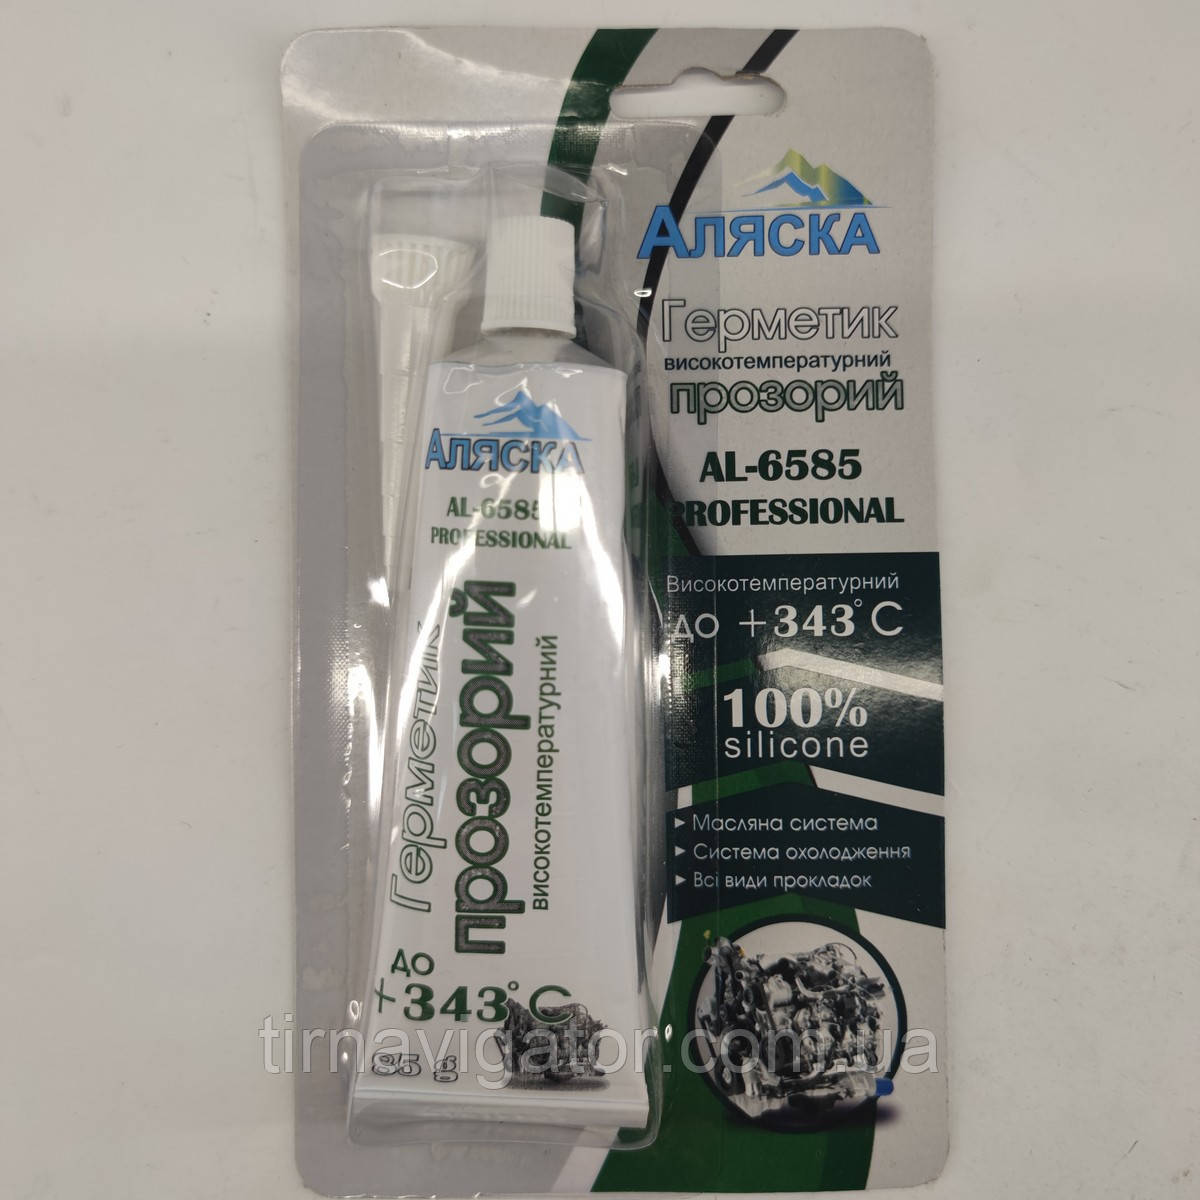 АЛЯСКА
Герметик
високотемпературний
прозорий
AL-6585
PROFESSIONAL
Високотемпературний
до +343°C
100%
silicone
Масляна система
Система охолодження
Всі види прокладок
АЛЯСКА
AL-6585
PROFESSIONAL
Герметик
прозорий
високотемпературний
до
+343°C
85 g
tirnavigator.com.ua